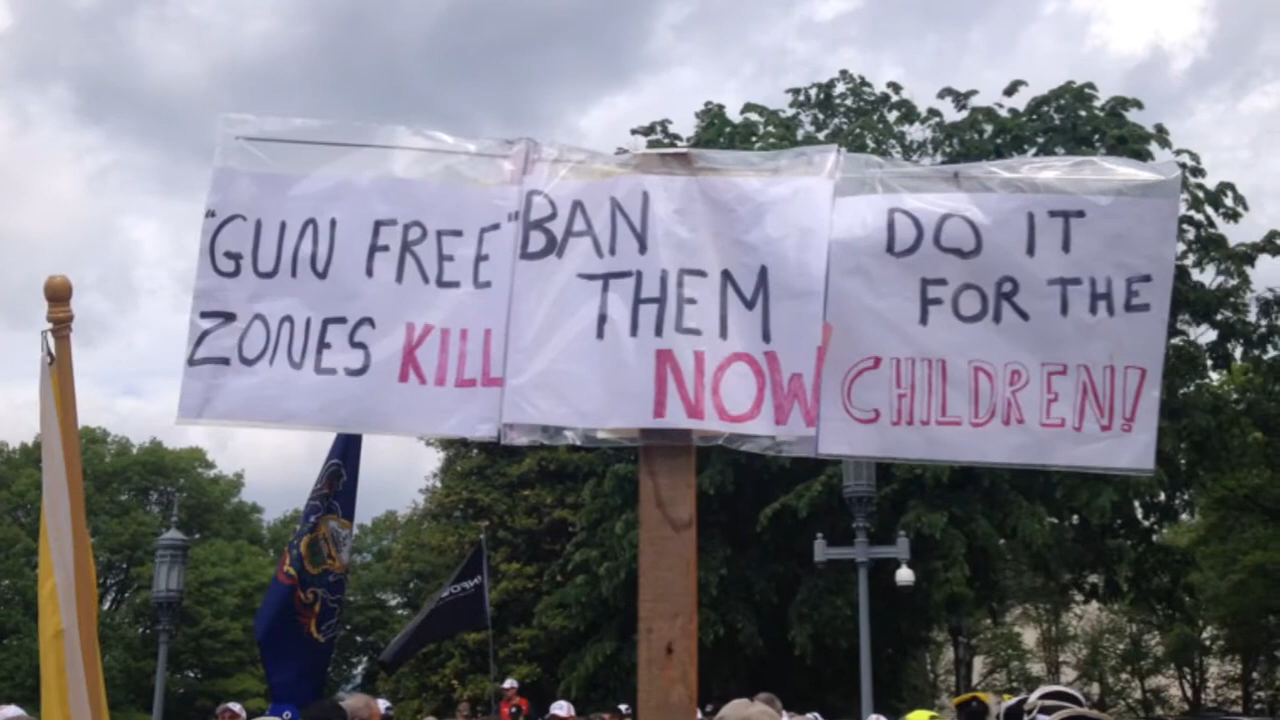 "GUN FREE"
ZONES KILL
BAN
THEM
NOW
DO IT
FOR THE
CHILDREN!